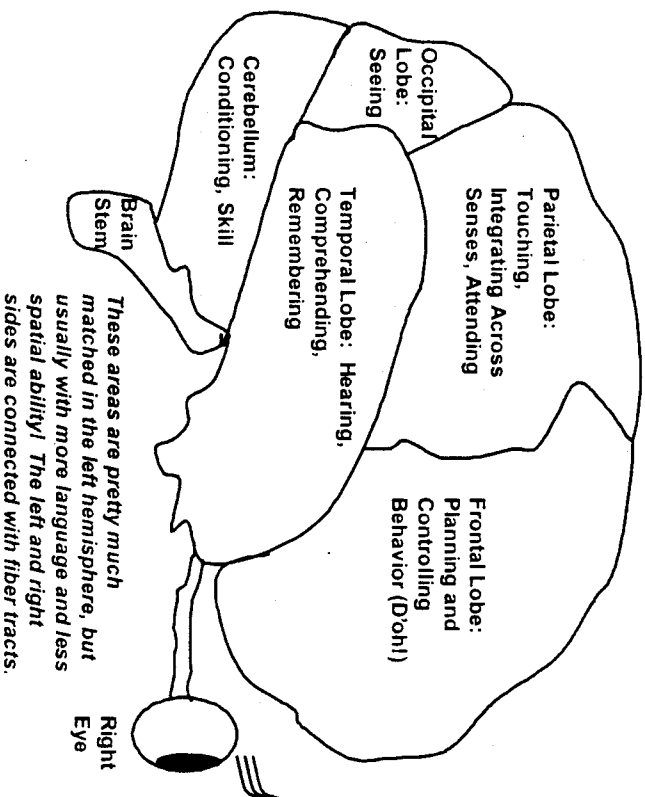 Occipital
Lobe:
Seeing
Parietal Lobe:
Touching,
Integrating Across
Senses, Attending
Cerebellum:
Conditioning, Skill
Temporal Lobe: Hearing,
Comprehending,
Remembering
Frontal Lobe:
Planning and
Controlling
Behavior (D'oh!)
Brain
Stem
These areas are pretty much
matched in the left hemisphere, but
usually with more language and less
spatial ability! The left and right
sides are connected with fiber tracts.
Right
Eye